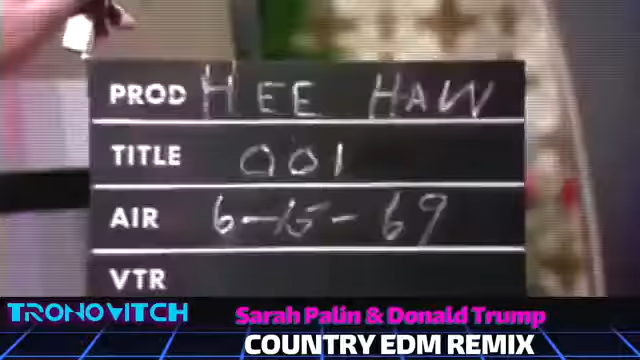 PROD HEE HAW
TITLE 001
AIR 6-15-69
VTR
TRONOVITCH
Sarah Palin & Donald Trump
COUNTRY EDM REMIX